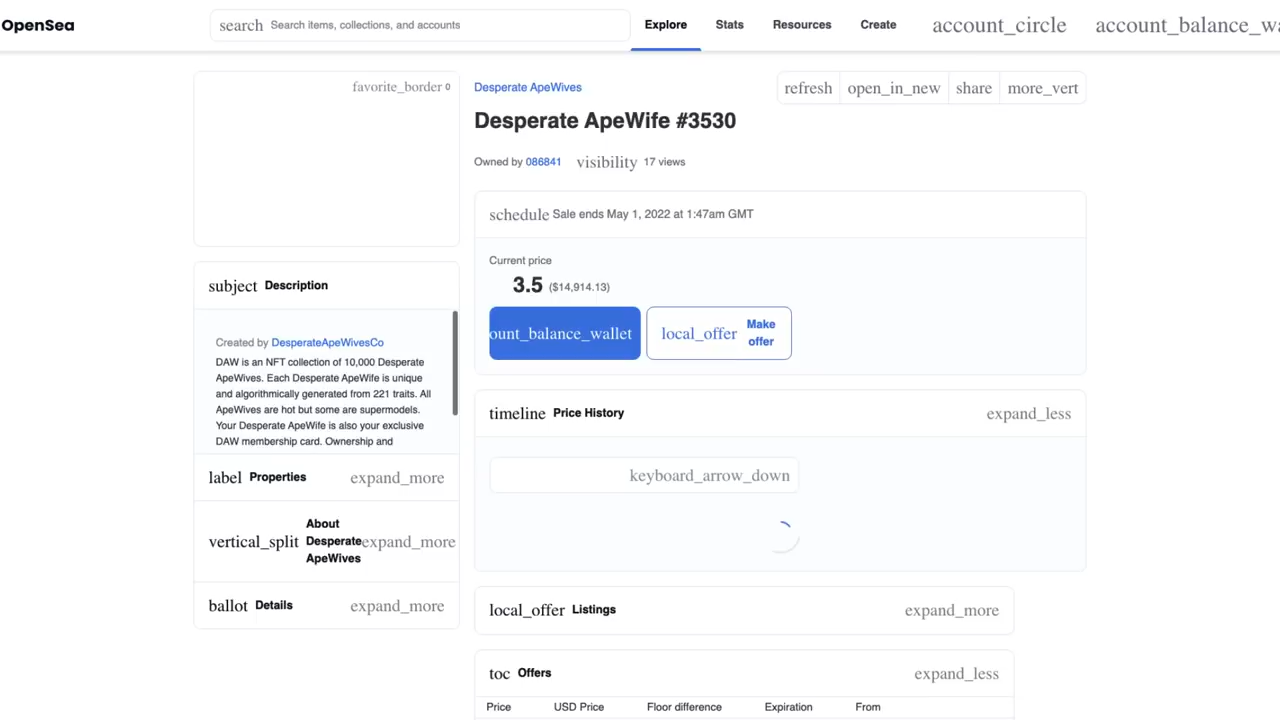 OpenSea
search Search items, collections, and accounts
Explore
Stats
Resources
Create
account_circle
account_balance_wa
favorite_border 0
Desperate ApeWives
refresh
open_in_new
share
more_vert
Desperate ApeWife #3530
Owned by 086841
visibility 17 views
schedule Sale ends May 1, 2022 at 1:47am GMT
Current price
3.5 ($14,914.13)
ount_balance_wallet
local_offer Make
offer
subject Description
Created by DesperateApeWivesCo
DAW is an NFT collection of 10,000 Desperate
ApeWives. Each Desperate ApeWife is unique
and algorithmically generated from 221 traits. All
ApeWives are hot but some are supermodels.
Your Desperate ApeWife is also your exclusive
DAW membership card. Ownership and
label Properties expand_more
vertical_split About
Desperate
ApeWives
expand_more
ballot Details expand_more
timeline Price History expand_less
keyboard_arrow_down
local_offer Listings expand_more
toc Offers expand_less
Price
USD Price
Floor difference
Expiration
From